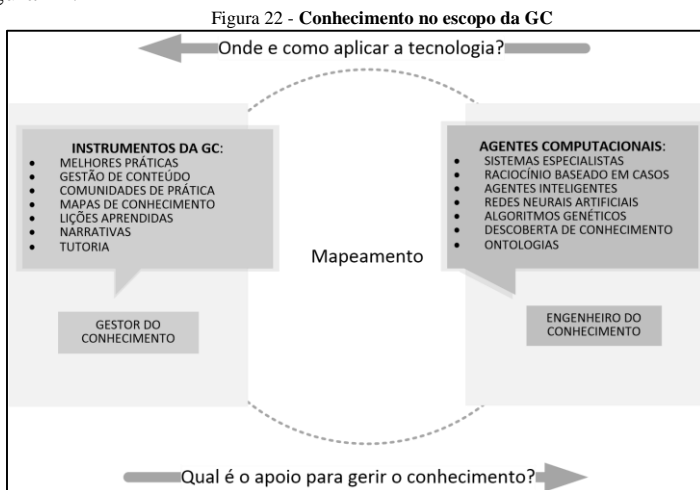 Figura 22 - Conhecimento no escopo da GC
Onde e como aplicar a tecnologia?
INSTRUMENTOS DA GC:
• MELHORES PRÁTICAS
• GESTÃO DE CONTEÚDO
• COMUNIDADES DE PRÁTICA
• MAPAS DE CONHECIMENTO
• LIÇÕES APRENDIDAS
• NARRATIVAS
• TUTORIA
GESTOR DO
CONHECIMENTO
Mapeamento
AGENTES COMPUTACIONAIS:
• SISTEMAS ESPECIALISTAS
• RACIOCÍNIO BASEADO EM CASOS
• AGENTES INTELIGENTES
• REDES NEURAIS ARTIFICIAIS
• ALGORITMOS GENÉTICOS
• DESCOBERTA DE CONHECIMENTO
• ONTOLOGIAS
ENGENHEIRO DO
CONHECIMENTO
Qual é o apoio para gerir o conhecimento?